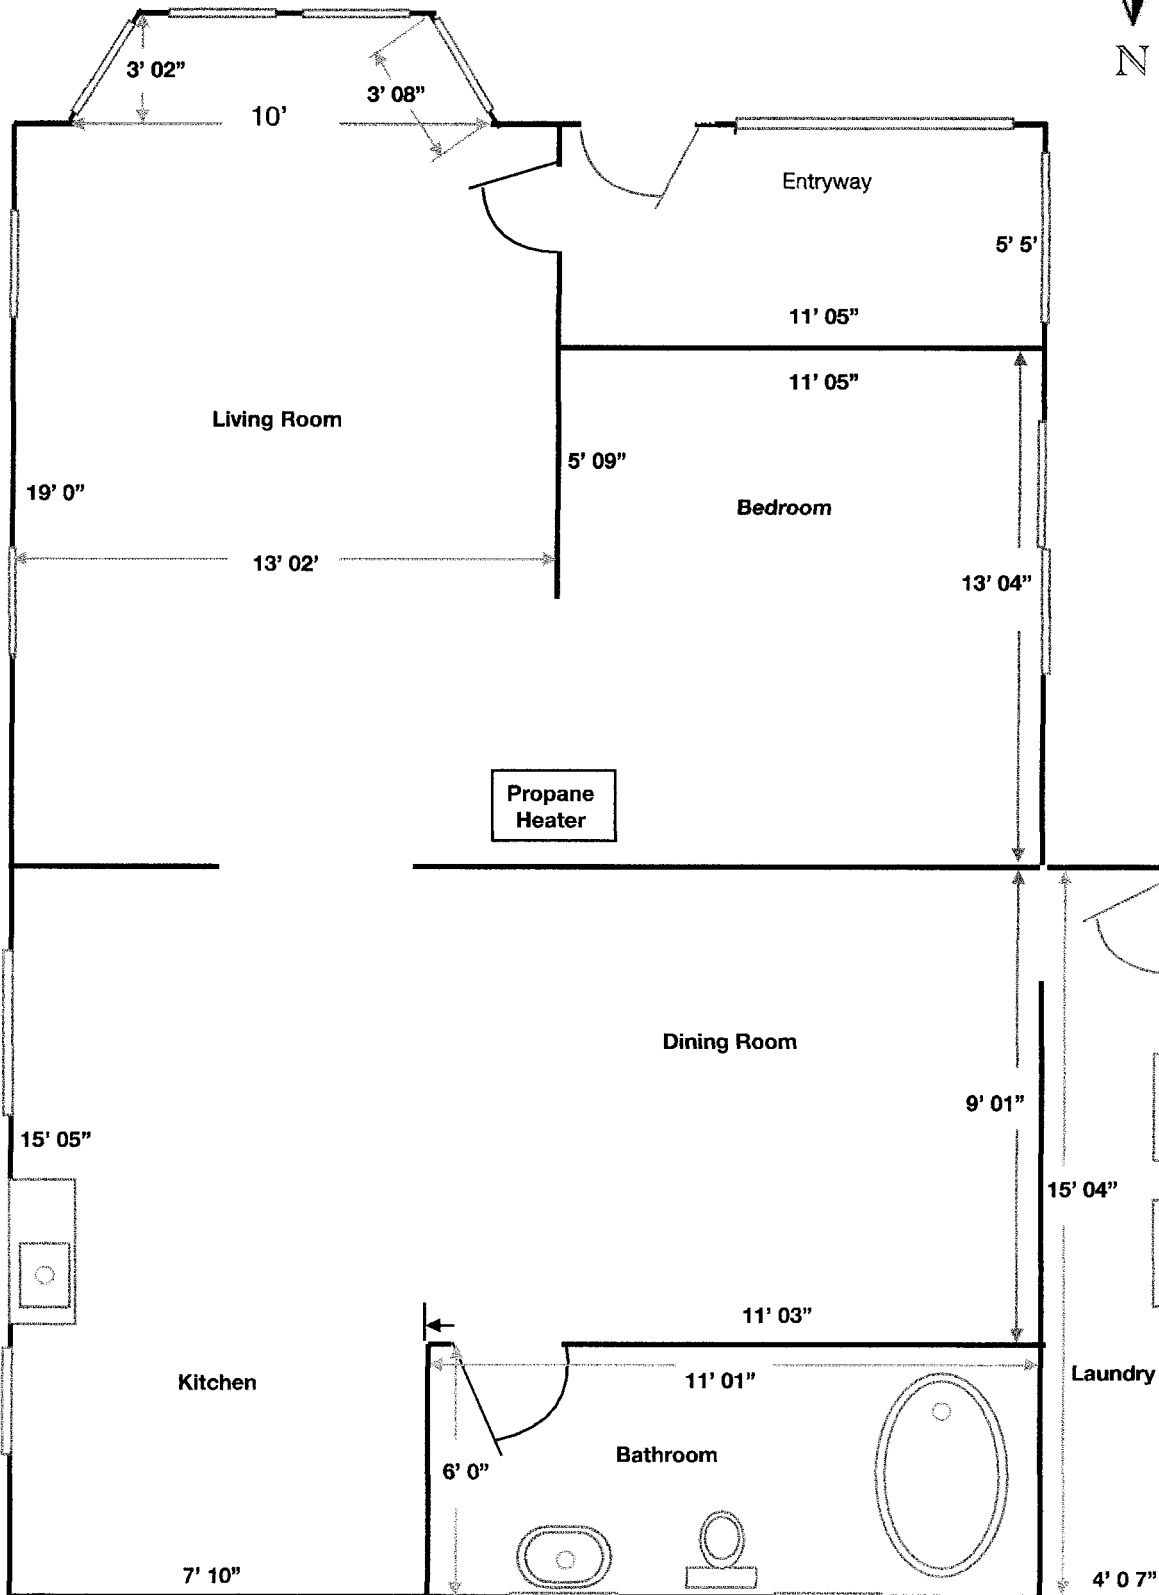 N
3' 02”
3' 08”
10'
Entryway
5' 5'
11' 05”
11' 05”
Living Room
5' 09”
19' 0”
Bedroom
13' 02'
13' 04”
Propane
Heater
Dining Room
9' 01”
15' 05”
15' 04”
11' 03”
Kitchen
11' 01”
Laundry
Bathroom
6' 0”
7' 10”
4' 0 7”